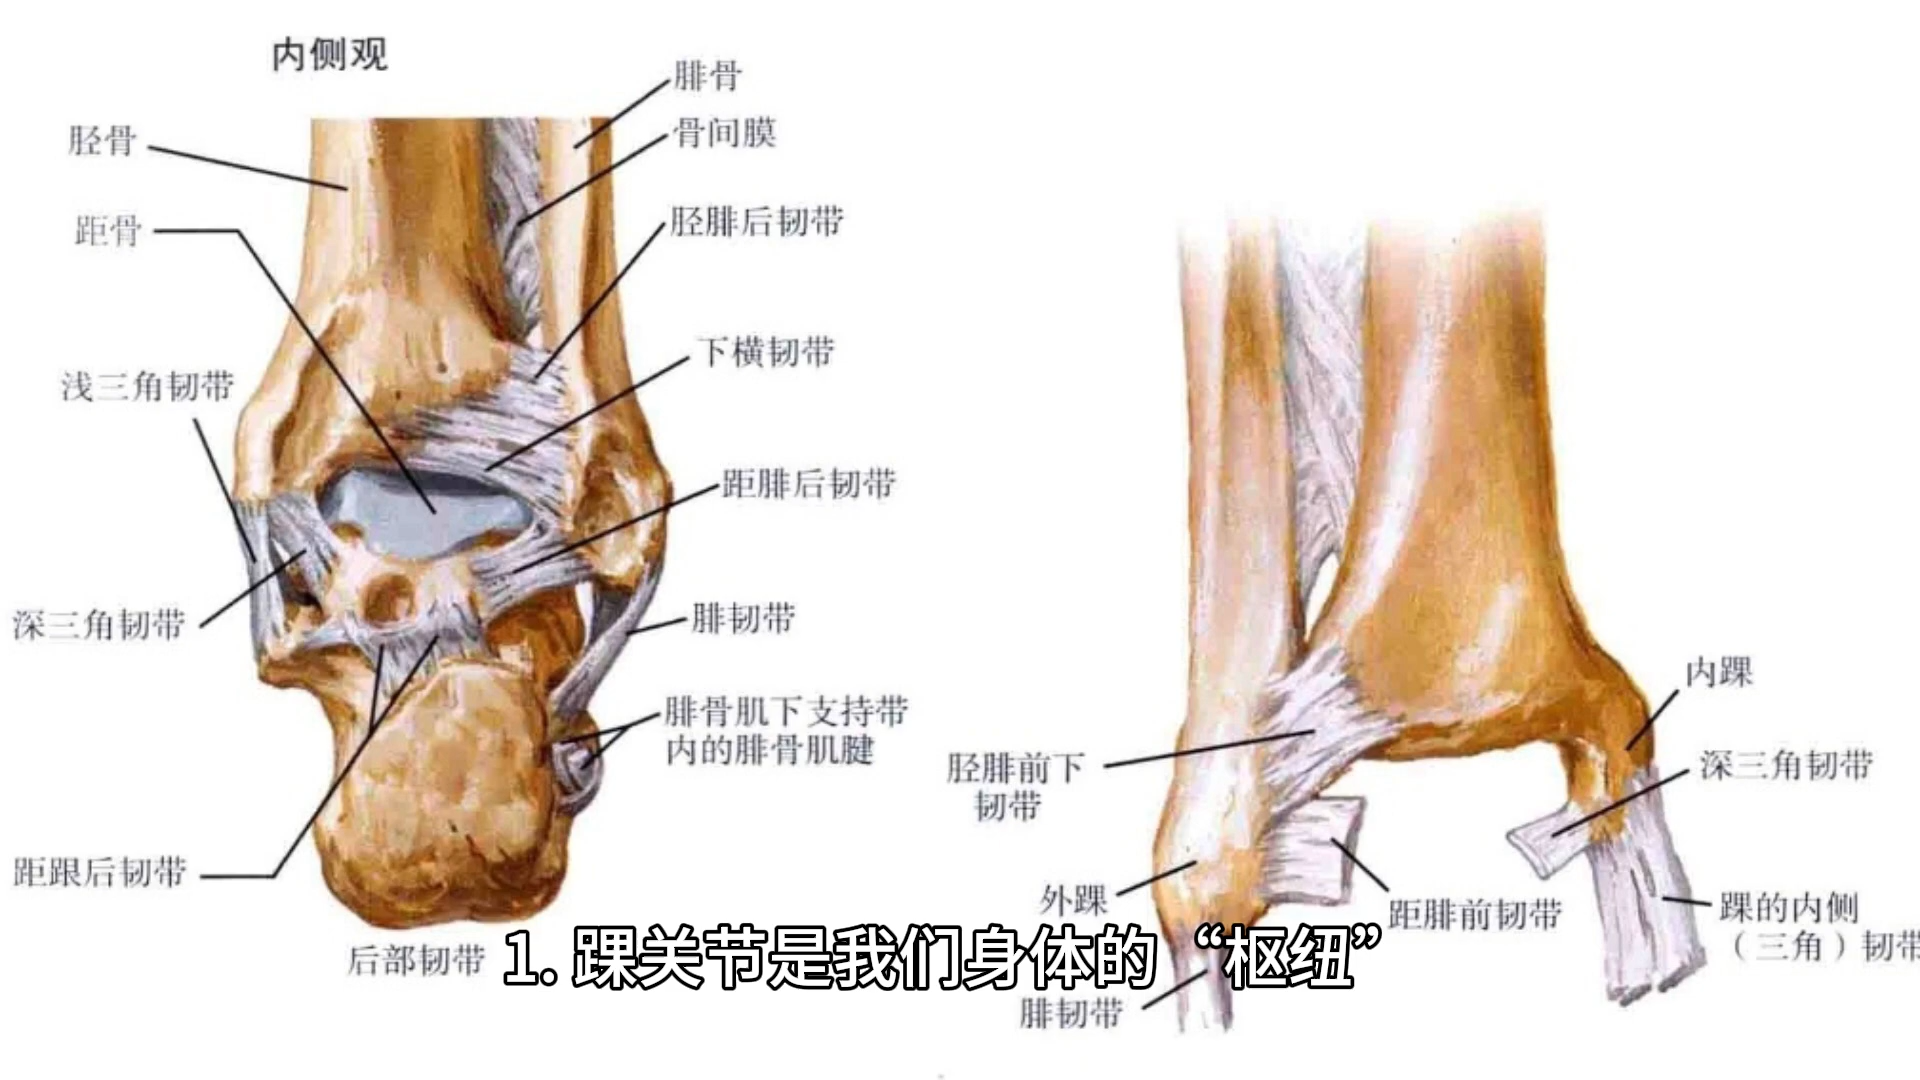 内侧观
腓骨
骨间膜
胫骨
胫腓后韧带
距骨
下横韧带
浅三角韧带
距腓后韧带
深三角韧带
腓韧带
腓骨肌下支持带
内的腓骨肌腱
距跟后韧带
后部韧带
内踝
深三角韧带
胫腓前下
韧带
外踝
距腓前韧带
踝的内侧
（三角）韧带
腓韧带
1. 踝关节是我们身体的“枢纽”